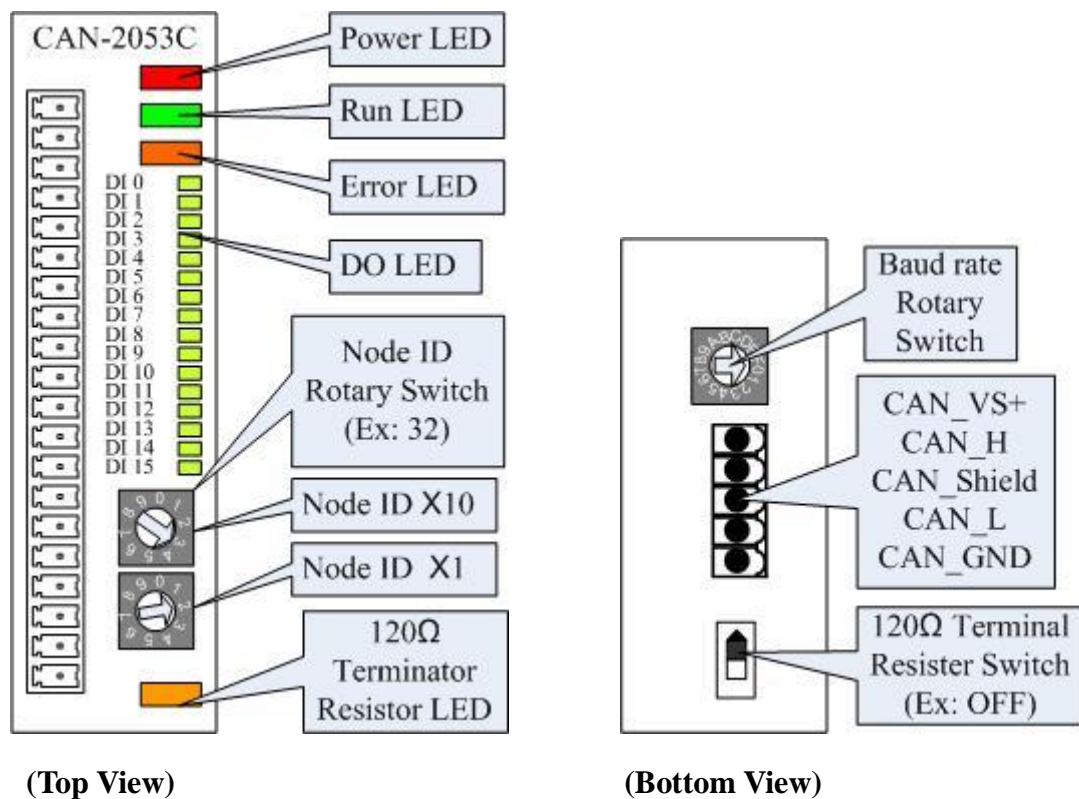 CAN-2053C
Power LED
Run LED
Error LED
DI 0
DI 1
DI 2
DI 3
DI 4
DI 5
DI 6
DI 7
DI 8
DI 9
DI 10
DI 11
DI 12
DI 13
DI 14
DI 15
DO LED
Node ID
Rotary Switch
(Ex: 32)
Node ID X10
Node ID X1
120Ω
Terminator
Resistor LED
(Top View)
Baud rate
Rotary
Switch
CAN_VS+
CAN_H
CAN_Shield
CAN_L
CAN_GND
120Ω Terminal
Resister Switch
(Ex: OFF)
(Bottom View)